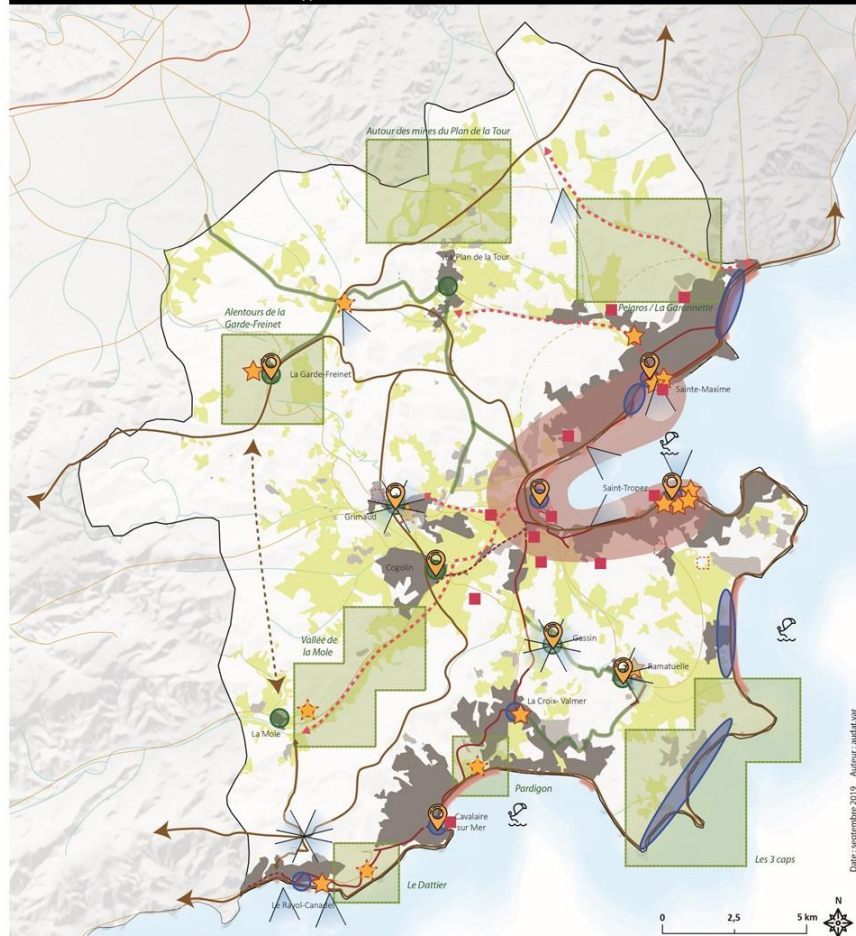 Autour des mines du Plan de la Tour
Le Plan de la Tour
Alentours de la
Garde-Freinet
Pejaros / La Garonnette
La Garde-Freinet
Sainte-Maxime
Saint-Tropez
Grimaud
Cogolin
Gassin
Vallée de
la Mole
Ramatuelle
La Croix- Valmer
La Mole
Pardigon
Cavalaire
sur Mer
Les 3 caps
Le Dattier
Le Rayol-Canadel
Date : septembre 2019 Auteur : audat.var
N
0 2,5 5 km